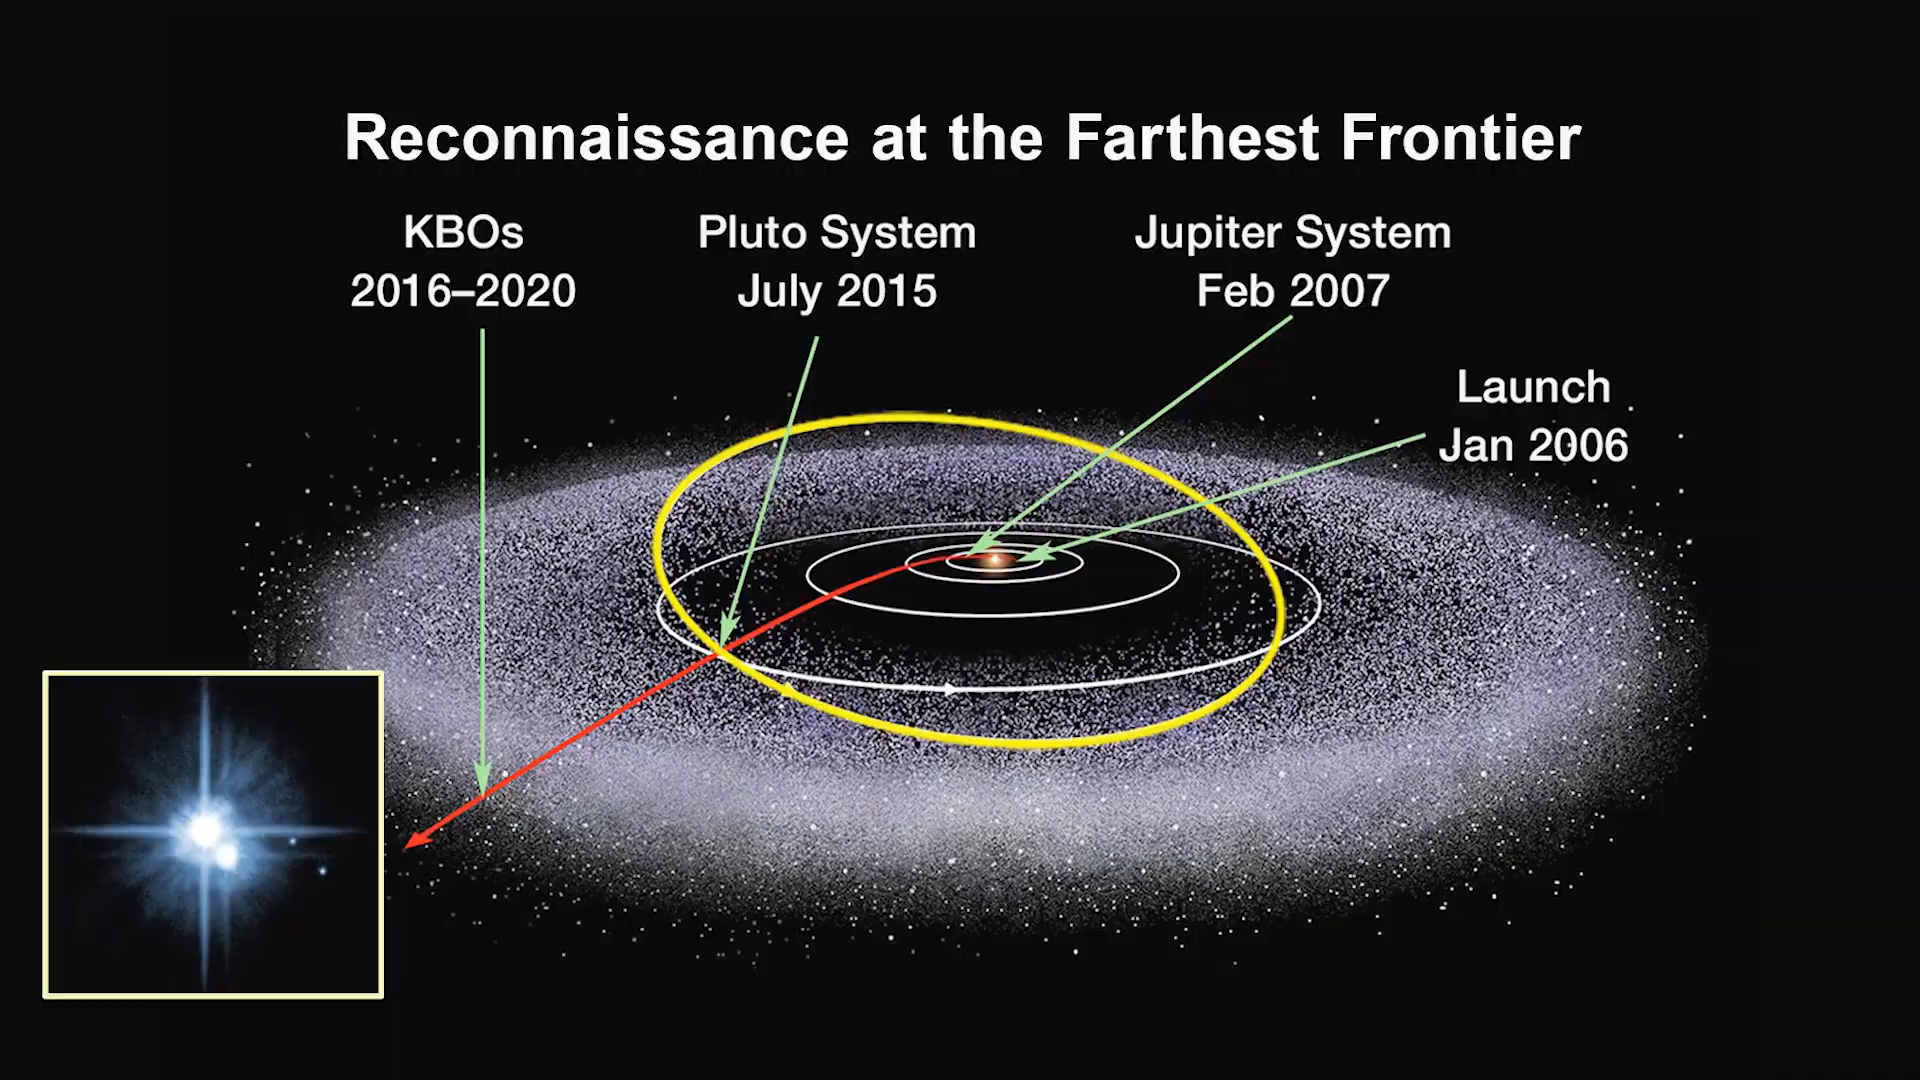 Reconnaissance at the Farthest Frontier
KBOs
2016–2020
Pluto System
July 2015
Jupiter System
Feb 2007
Launch
Jan 2006